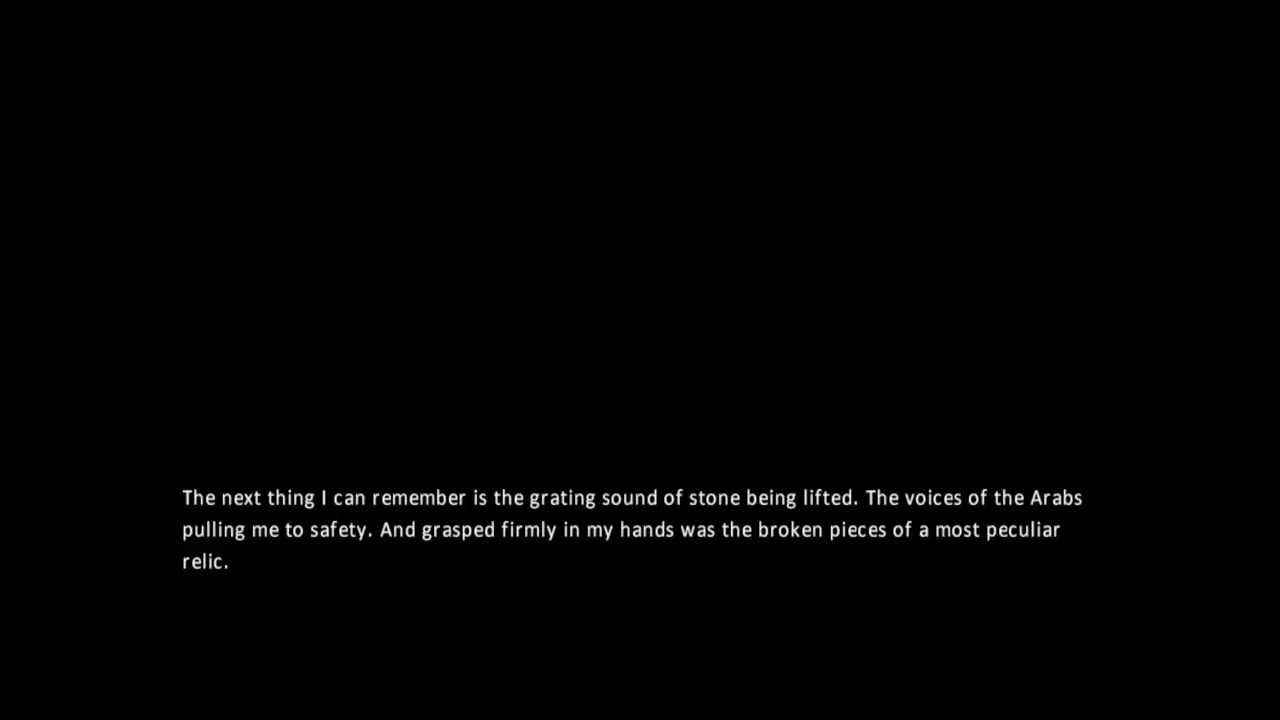 The next thing I can remember is the grating sound of stone being lifted. The voices of the Arabs
pulling me to safety. And grasped firmly in my hands was the broken pieces of a most peculiar
relic.